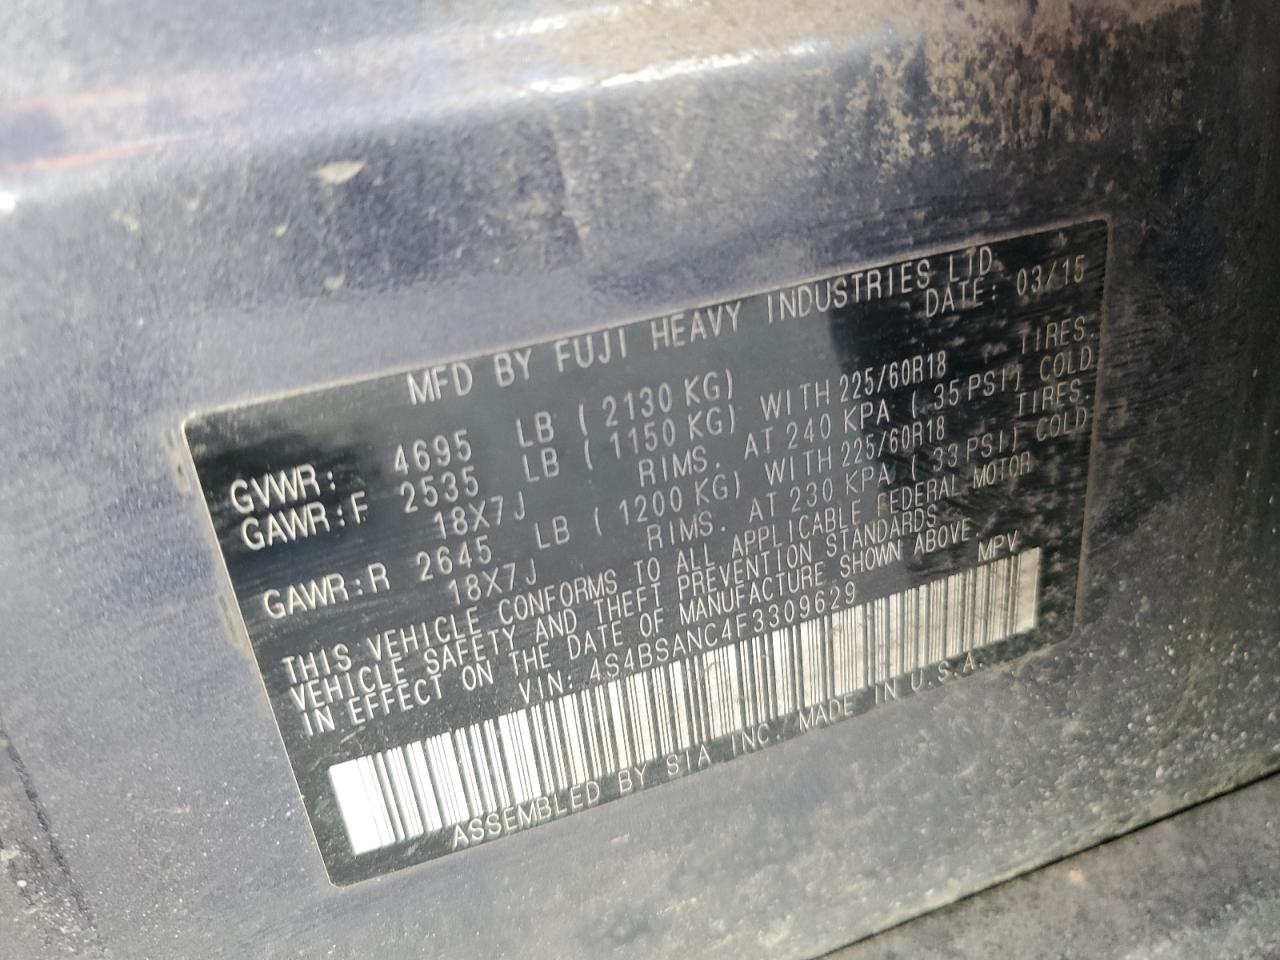 MFD BY FUJI HEAVY INDUSTRIES LTD.
DATE: 03/15
GVWR: 4695 LB ( 2130 KG)
GAWR:F 2535 LB ( 1150 KG) WITH 225/60R18 TIRES.
18X7J RIMS. AT 240 KPA ( 35 PSI) COLD
GAWR:R 2645 LB ( 1200 KG) WITH 225/60R18 TIRES.
18X7J RIMS. AT 230 KPA ( 33 PSI) COLD
THIS VEHICLE CONFORMS TO ALL APPLICABLE FEDERAL MOTOR
VEHICLE SAFETY AND THEFT PREVENTION STANDARDS
IN EFFECT ON THE DATE OF MANUFACTURE SHOWN ABOVE.
VIN: 4S4BSANC4F3309629 MPV
ASSEMBLED BY SIA INC. MADE IN U.S.A.